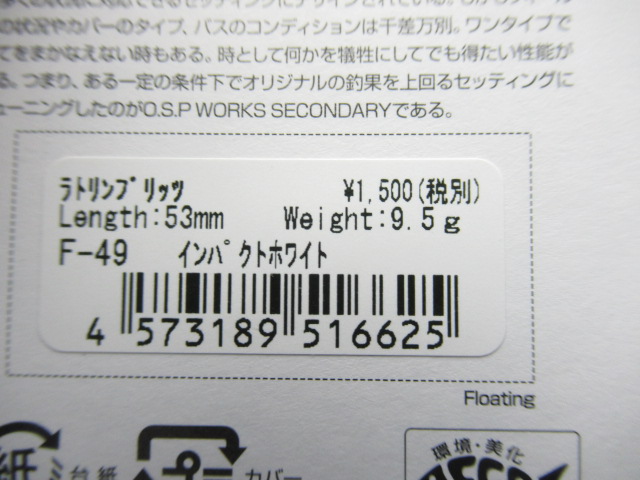 の状況やカバーのタイプ、バスのコンディションは千差万別。ワンタイプで
てきまかなえない時もある。時として何かを犠牲にしてでも得たい性能が
る。つまり、ある一定の条件下でオリジナルの釣果を上回るセッティングに
ューニングしたのがO.S.P WORKS SECONDARYである。
ﾗﾄﾘﾝﾌﾞﾘｯﾂ ¥1,500(税別)
Length:53mm Weight:9.5g
F-49 ｲﾝﾊﾟｸﾄﾎﾜｲﾄ
4 573189 516625
Floating
環境・美化
紙 台紙 カバー